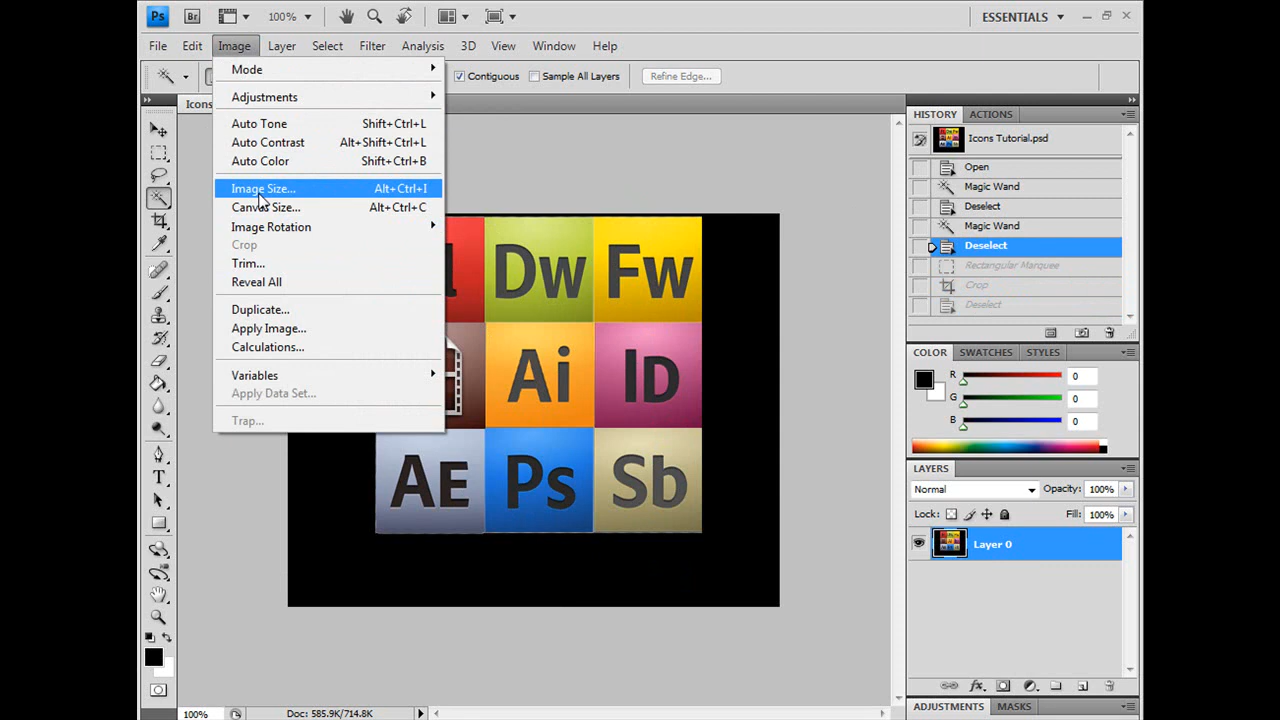 Ps Br 100% ESSENTIALS
File Edit Image Layer Select Filter Analysis 3D View Window Help
Contiguous Sample All Layers Refine Edge...
Icons
Mode
Adjustments
Auto Tone Shift+Ctrl+L
Auto Contrast Alt+Shift+Ctrl+L
Auto Color Shift+Ctrl+B
Image Size... Alt+Ctrl+I
Canvas Size... Alt+Ctrl+C
Image Rotation
Crop
Trim...
Reveal All
Duplicate...
Apply Image...
Calculations...
Variables
Apply Data Set...
Trap...
Dw Fw
Ai ID
AE Ps Sb
HISTORY ACTIONS
Icons Tutorial.psd
Open
Magic Wand
Deselect
Magic Wand
Deselect
Rectangular Marquee
Crop
Deselect
COLOR SWATCHES STYLES
R 0
G 0
B 0
LAYERS
Normal Opacity: 100%
Lock: Fill: 100%
Layer 0
ADJUSTMENTS MASKS
100% Doc: 585.9K/714.8K